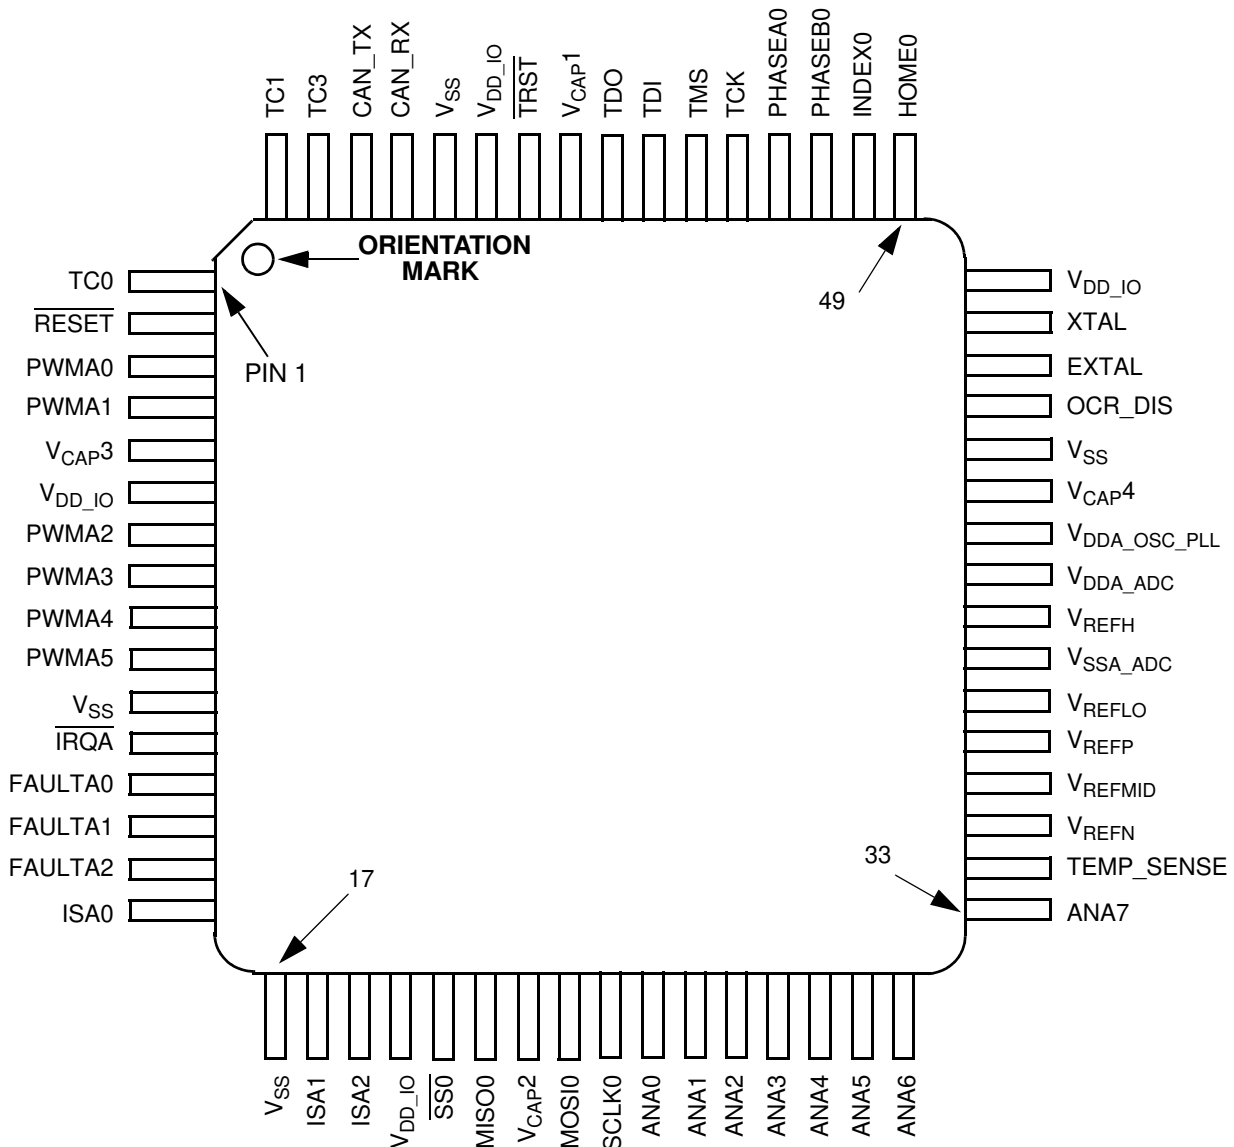 TC1
TC3
CAN_TX
CAN_RX
VSS
VDD_IO
TRST
VCAP1
TDO
TDI
TMS
TCK
PHASEA0
PHASEB0
INDEX0
HOME0
ORIENTATION
MARK
PIN 1
49
TC0
RESET
PWMA0
PWMA1
VCAP3
VDD_IO
PWMA2
PWMA3
PWMA4
PWMA5
VSS
IRQA
FAULTA0
FAULTA1
FAULTA2
ISA0
VDD_IO
XTAL
EXTAL
OCR_DIS
VSS
VCAP4
VDDA_OSC_PLL
VDDA_ADC
VREFH
VSSA_ADC
VREFLO
VREFP
VREFMID
VREFN
TEMP_SENSE
ANA7
17
33
VSS
ISA1
ISA2
VDD_IO
SS0
MISO0
VCAP2
MOSI0
SCLK0
ANA0
ANA1
ANA2
ANA3
ANA4
ANA5
ANA6